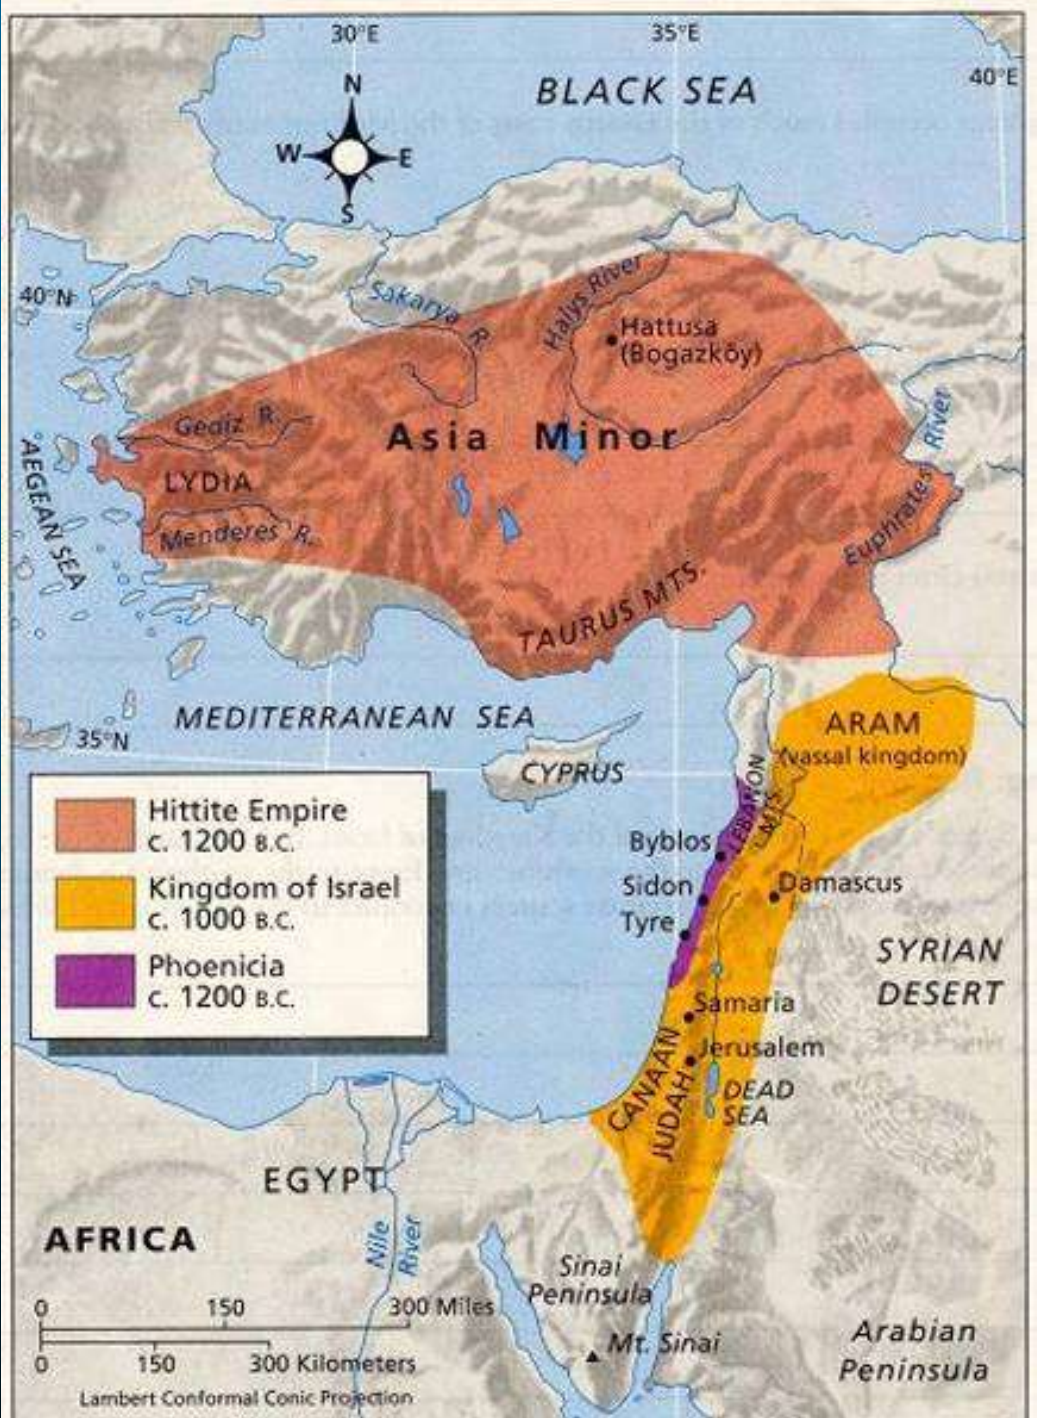 30°E
35°E
40°E
BLACK SEA
N
W
E
S
40°N
Sakarya R.
Halys River
Hattusa
(Bogazköy)
Gediz R.
Asia Minor
River
AEGEAN SEA
LYDIA
Menderes R.
Euphrates
TAURUS MTS.
MEDITERRANEAN SEA
35°N
CYPRUS
ARAM
(vassal kingdom)
LEBANON
MTS.
Hittite Empire
c. 1200 B.C.
Kingdom of Israel
c. 1000 B.C.
Phoenicia
c. 1200 B.C.
Byblos
Sidon
Damascus
Tyre
SYRIAN
DESERT
Samaria
Jerusalem
CANAAN
JUDAH
DEAD
SEA
EGYPT
AFRICA
Nile
River
Sinai
Peninsula
Mt. Sinai
Arabian
Peninsula
0 150 300 Miles
0 150 300 Kilometers
Lambert Conformal Conic Projection